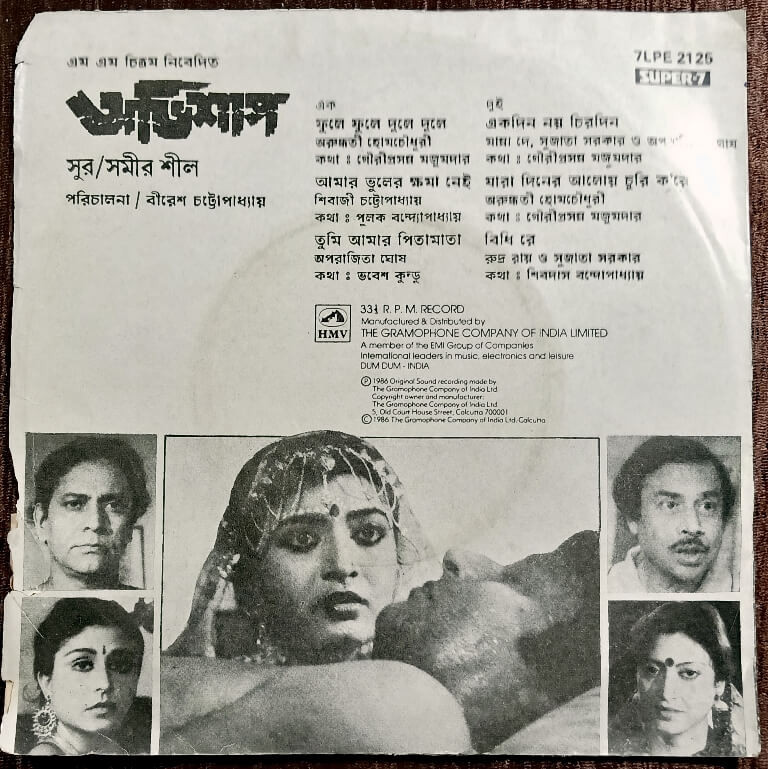 এম এম চিত্রম নিবেদিত
অভিশাপ
সুর/সমীর শীল
পরিচালনা / বীরেশ চট্টোপাধ্যায়
7LPE 2125
SUPER-7
এক
ফুলে ফুলে দুলে দুলে
অরুন্ধতী হোমচৌধুরী
কথা : গৌরীপ্রসন্ন মজুমদার
আমার ভুলের ক্ষমা নেই
শিবাজী চট্টোপাধ্যায়
কথা : পুলক বন্দ্যোপাধ্যায়
তুমি আমার পিতামাতা
অপরাজিতা ঘোষ
কথা : ভবেশ কুন্ডু
দুই
একদিন নয় চিরদিন
মান্না দে, সুজাতা সরকার ও
কথা : গৌরীপ্রসন্ন মজুমদার
যারা দিনের আলোয় চুরি ক'রে
অরুন্ধতী হোমচৌধুরী
কথা : গৌরীপ্রসন্ন মজুমদার
বিধি রে
রুদ্র রায় ও সুজাতা সরকার
কথা : শিবদাস বন্দোপাধ্যায়
HMV
33⅓ R. P. M. RECORD
Manufactured & Distributed by
THE GRAMOPHONE COMPANY OF INDIA LIMITED
A member of the EMI Group of Companies
International leaders in music, electronics and leisure
DUM DUM - INDIA
Ⓟ 1986 Original Sound recording made by
The Gramophone Company of India Ltd.
Copyright owner and manufacturer:
The Gramophone Company of India Ltd.
5, Old Court House Street, Calcutta 700001
© 1986 The Gramophone Company of India Ltd. Calcutta